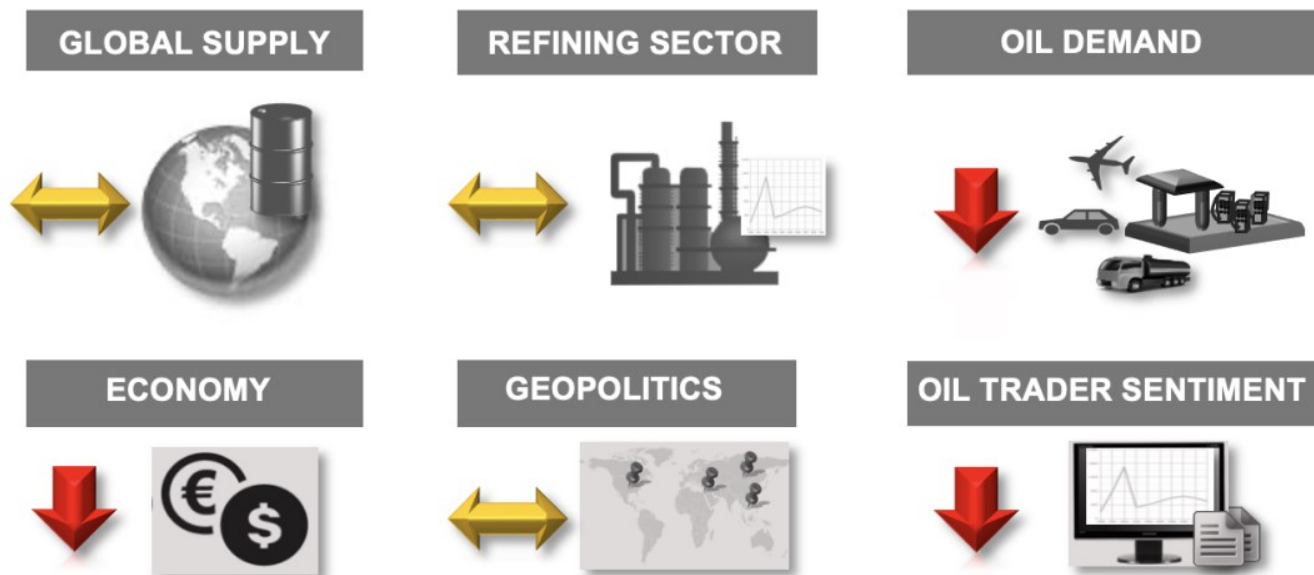 GLOBAL SUPPLY
REFINING SECTOR
OIL DEMAND
ECONOMY
GEOPOLITICS
OIL TRADER SENTIMENT
€
$